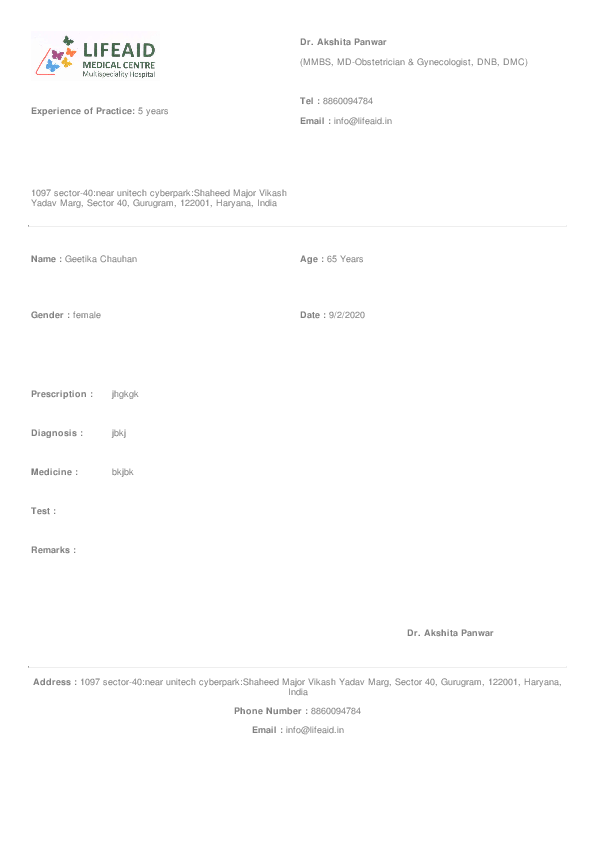 LIFEAID
MEDICAL CENTRE
Multispeciality Hospital
Dr. Akshita Panwar
(MMBS, MD-Obstetrician & Gynecologist, DNB, DMC)
Tel : 8860094784
Experience of Practice: 5 years
Email : info@lifeaid.in
1097 sector-40:near unitech cyberpark:Shaheed Major Vikash
Yadav Marg, Sector 40, Gurugram, 122001, Haryana, India
Name : Geetika Chauhan
Age : 65 Years
Gender : female
Date : 9/2/2020
Prescription : jhgkgk
Diagnosis : jbkj
Medicine : bkjbk
Test :
Remarks :
Dr. Akshita Panwar
Address : 1097 sector-40:near unitech cyberpark:Shaheed Major Vikash Yadav Marg, Sector 40, Gurugram, 122001, Haryana,
India
Phone Number : 8860094784
Email : info@lifeaid.in